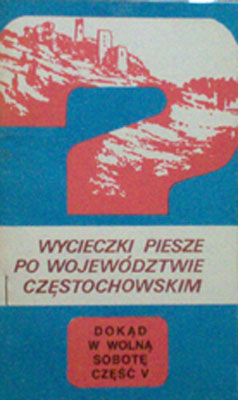 WYCIECZKI PIESZE
PO WOJEWÓDZTWIE
CZĘSTOCHOWSKIM
DOKĄD
W WOLNĄ
SOBOTĘ
CZĘŚĆ V